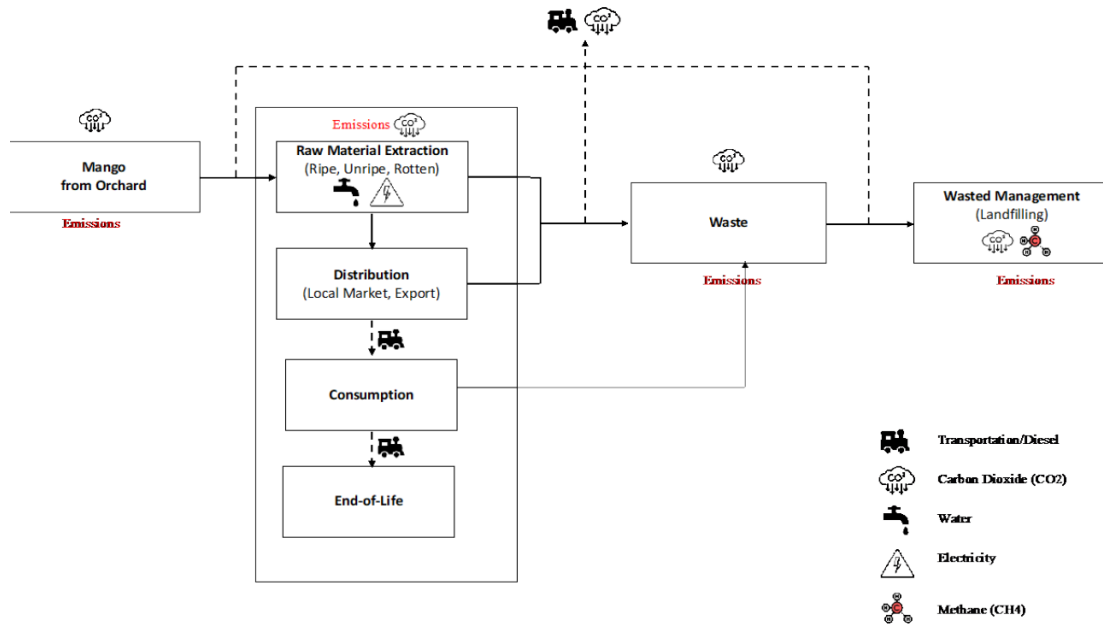 Emissions
Mango
from Orchard
Emissions
Raw Material Extraction
(Ripe, Unripe, Rotten)
Distribution
(Local Market, Export)
Consumption
End-of-Life
Waste
Emissions
Wasted Management
(Landfilling)
Emissions
Transportation/Diesel
Carbon Dioxide (CO2)
Water
Electricity
Methane (CH4)